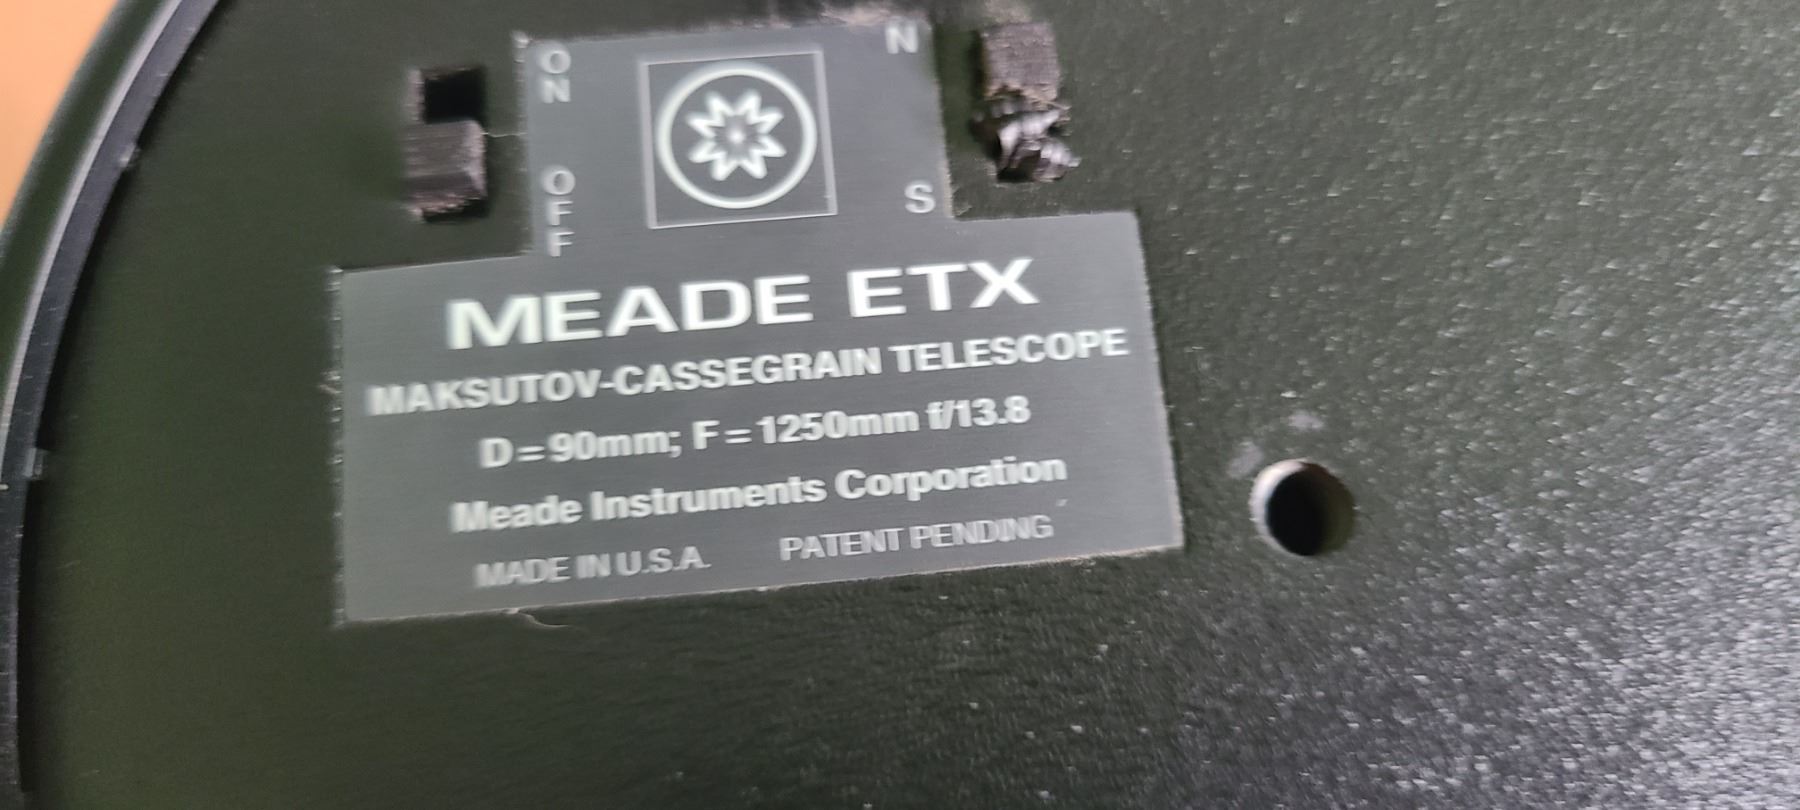 ON
OFF
N
S
MEADE ETX
MAKSUTOV-CASSEGRAIN TELESCOPE
D=90mm; F=1250mm f/13.8
Meade Instruments Corporation
MADE IN U.S.A. PATENT PENDING